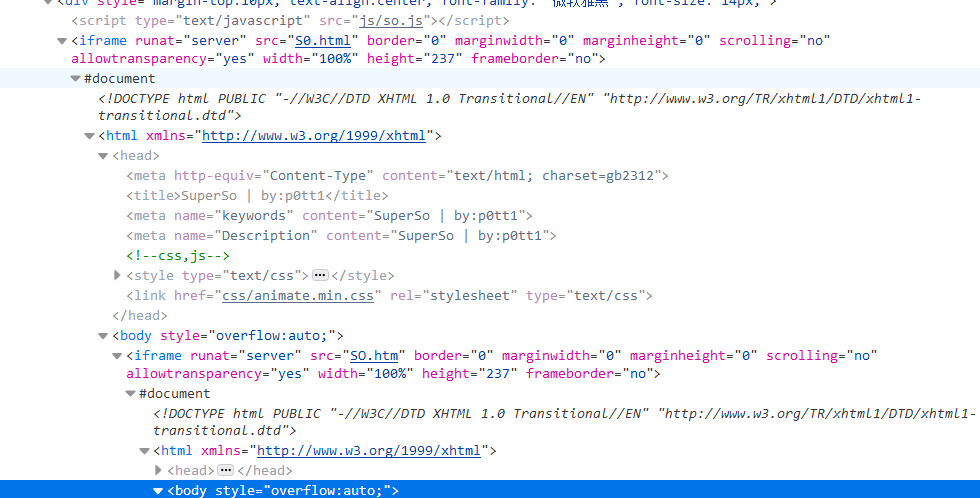 <div style="margin-top:10px; text-align:center; font-family: '微软雅黑'; font-size: 14px;">
<script type="text/javascript" src="js/so.js"></script>
<iframe runat="server" src="S0.html" border="0" marginwidth="0" marginheight="0" scrolling="no"
allowtransparency="yes" width="100%" height="237" frameborder="no">
#document
<!DOCTYPE html PUBLIC "-//W3C//DTD XHTML 1.0 Transitional//EN" "http://www.w3.org/TR/xhtml1/DTD/xhtml1-
transitional.dtd">
<html xmlns="http://www.w3.org/1999/xhtml">
<head>
<meta http-equiv="Content-Type" content="text/html; charset=gb2312">
<title>SuperSo | by:p0tt1</title>
<meta name="keywords" content="SuperSo | by:p0tt1">
<meta name="Description" content="SuperSo | by:p0tt1">
<!--css,js-->
<style type="text/css">⋯</style>
<link href="css/animate.min.css" rel="stylesheet" type="text/css">
</head>
<body style="overflow:auto;">
<iframe runat="server" src="SO.htm" border="0" marginwidth="0" marginheight="0" scrolling="no"
allowtransparency="yes" width="100%" height="237" frameborder="no">
#document
<!DOCTYPE html PUBLIC "-//W3C//DTD XHTML 1.0 Transitional//EN" "http://www.w3.org/TR/xhtml1/DTD/xhtml1-
transitional.dtd">
<html xmlns="http://www.w3.org/1999/xhtml">
<head>⋯</head>
<body style="overflow:auto;">